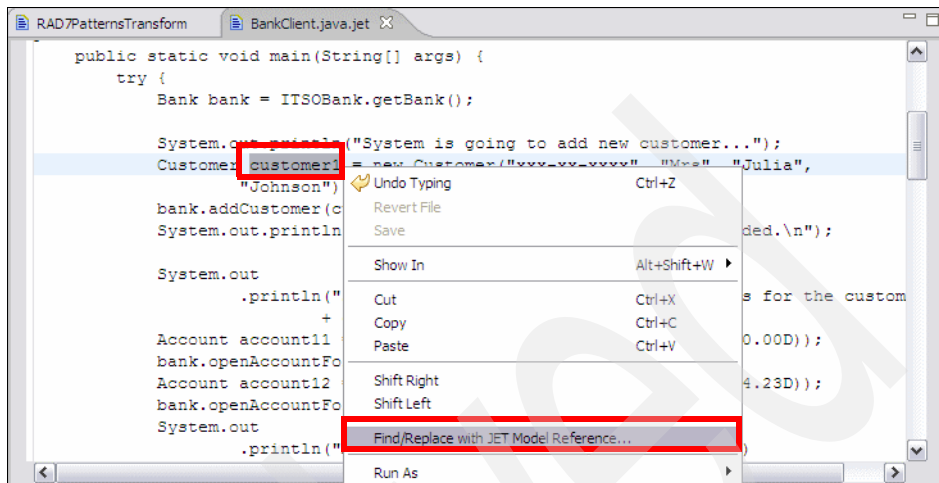 RAD7PatternsTransform BankClient.java.jet
public static void main(String[] args) {
try {
Bank bank = ITSOBank.getBank();
System.out.println("System is going to add new customer...");
Customer customer1 = new Customer("xxx-xx-xxxx", "Mrs", "Julia",
"Johnson")
bank.addCustomer(c
System.out.println ded.\n");
System.out
.println(" s for the custom
+
Account account11 0.00D));
bank.openAccountFo
Account account12 4.23D));
bank.openAccountFo
System.out
.println(" )
Undo Typing Ctrl+Z
Revert File
Save
Show In Alt+Shift+W
Cut Ctrl+X
Copy Ctrl+C
Paste Ctrl+V
Shift Right
Shift Left
Find/Replace with JET Model Reference...
Run As